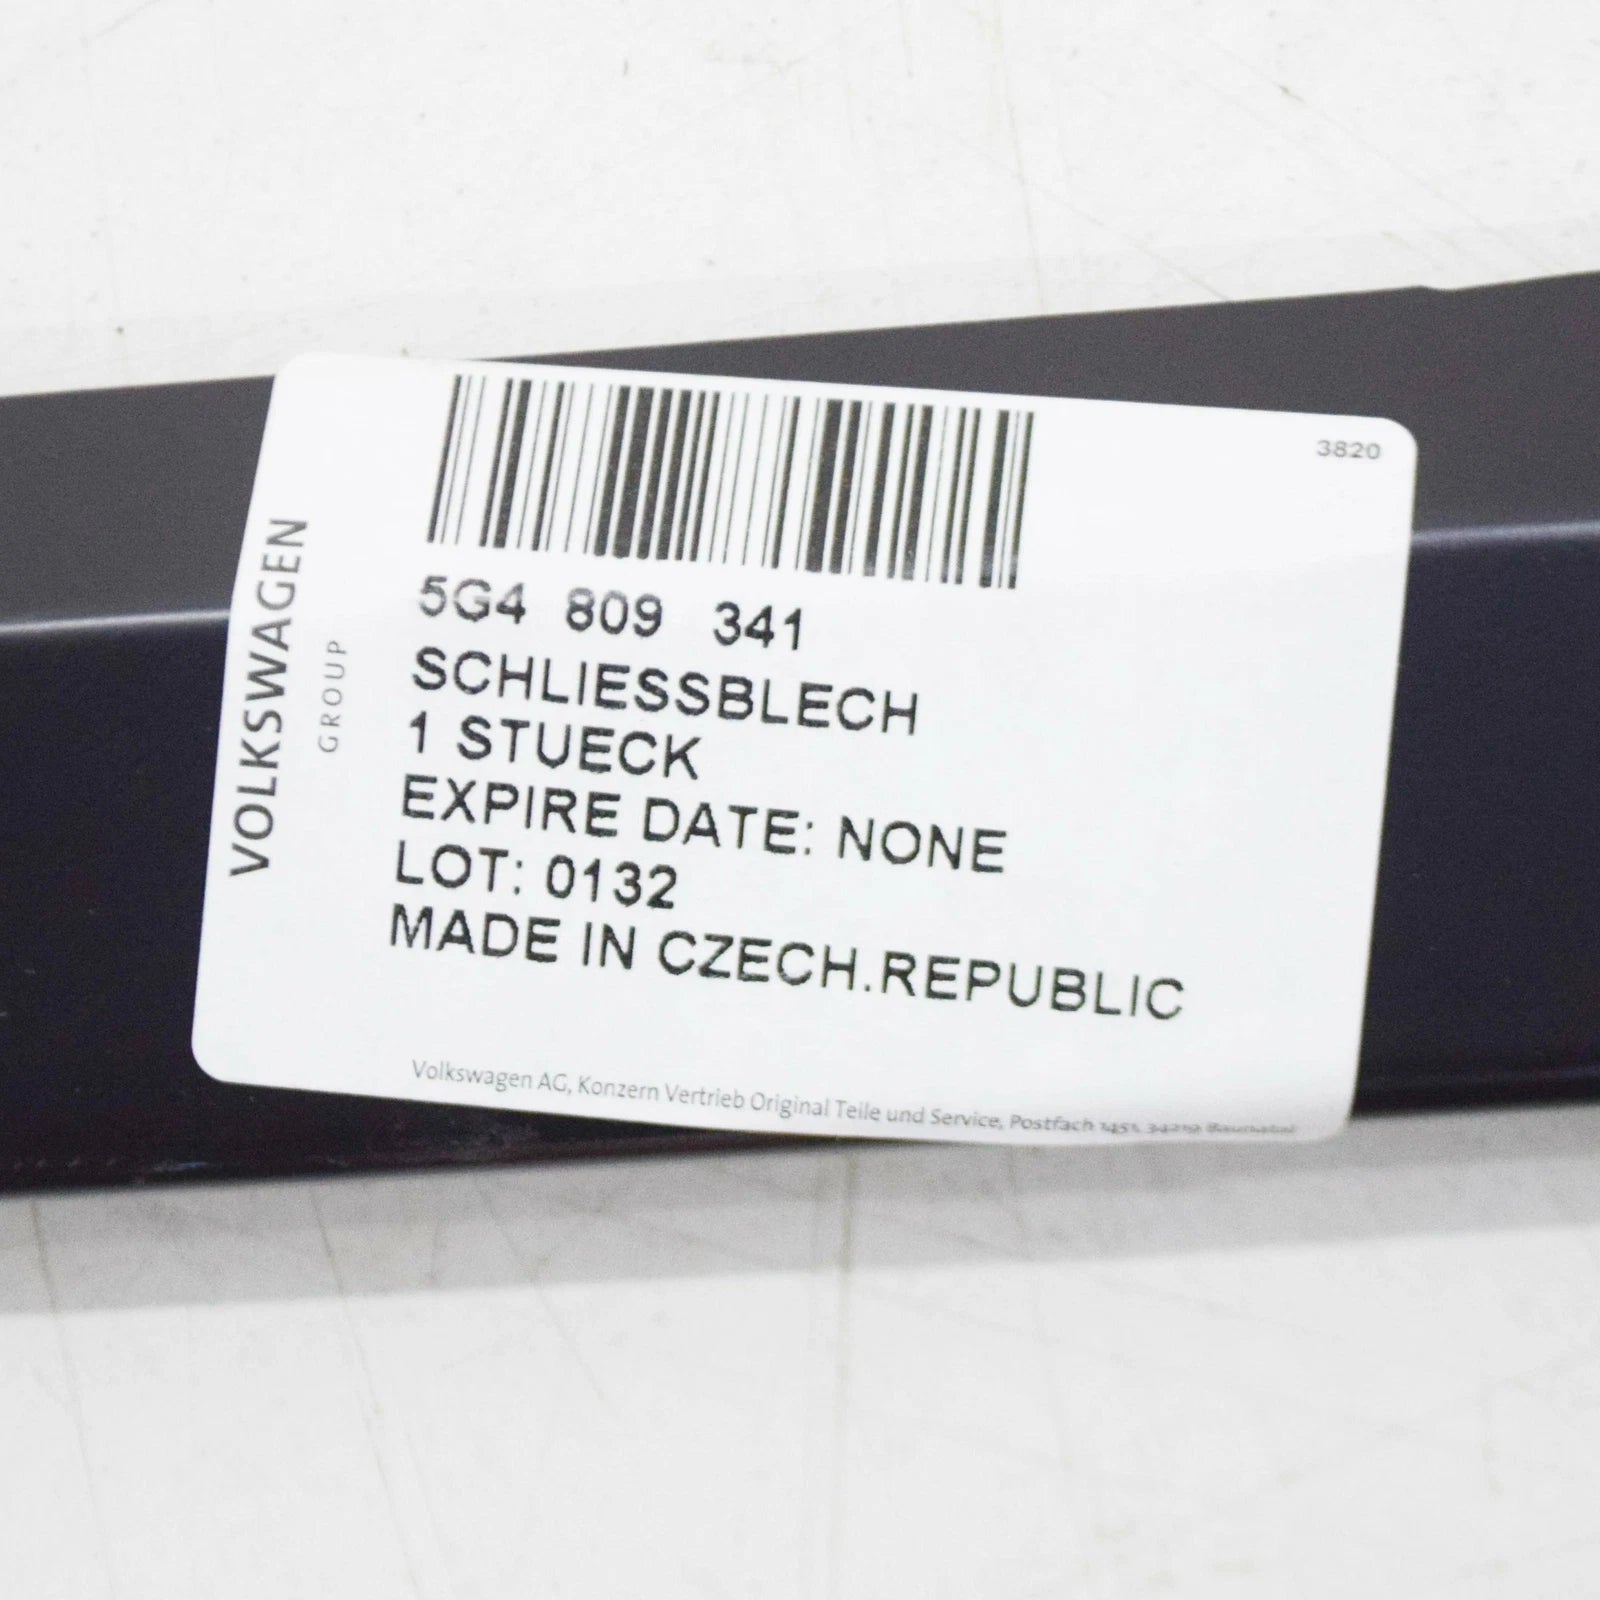 3820
5G4 809 341
SCHLIESSBLECH
1 STUECK
EXPIRE DATE: NONE
LOT: 0132
MADE IN CZECH.REPUBLIC
VOLKSWAGEN
GROUP
Volkswagen AG, Konzern Vertrieb Original Teile und Service, Postfach